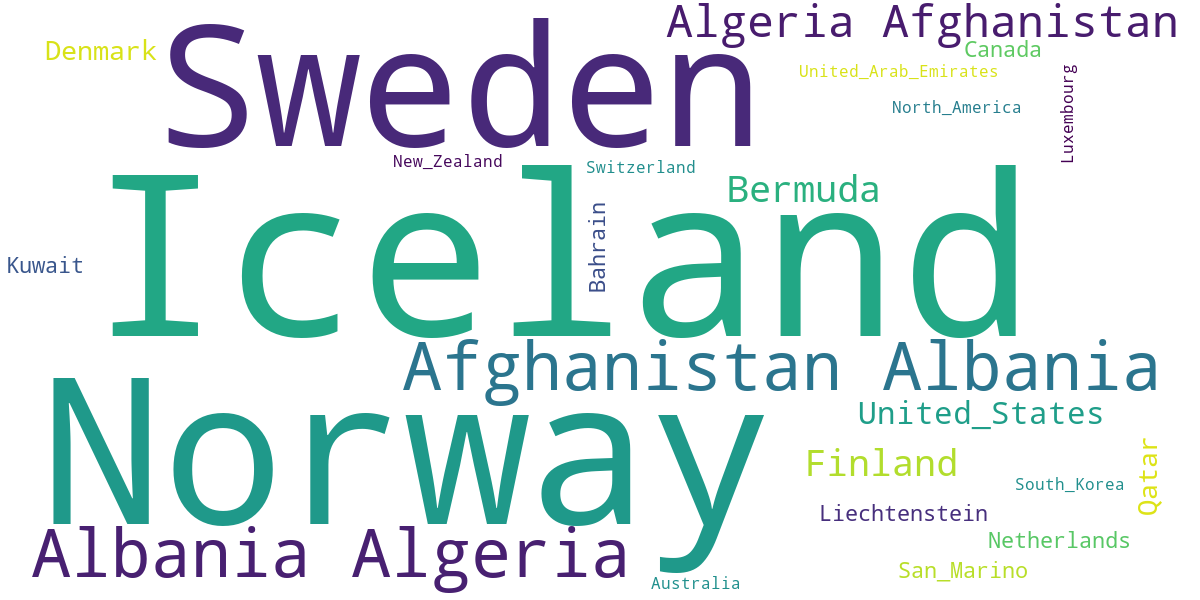 Algeria Afghanistan
Denmark
Sweden
Canada
United_Arab_Emirates
North_America
Luxembourg
New_Zealand
Switzerland
Bermuda
Iceland
Bahrain
Kuwait
Afghanistan Albania
Norway
United_States
Finland
Qatar
South_Korea
Liechtenstein
Netherlands
Albania Algeria
San_Marino
Australia